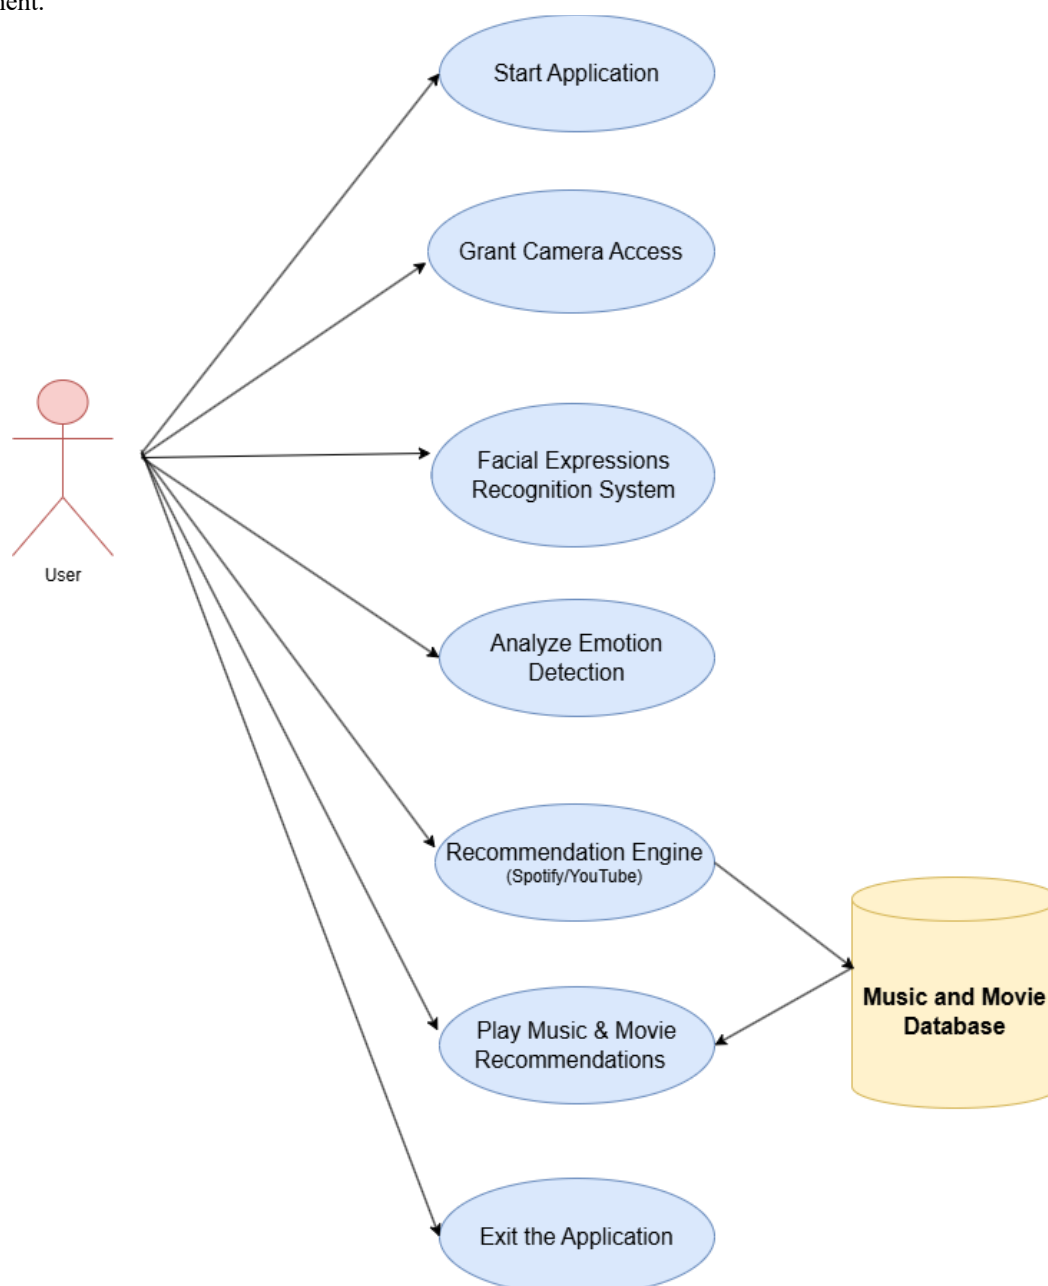 Start Application
Grant Camera Access
Facial Expressions
Recognition System
User
Analyze Emotion
Detection
Recommendation Engine
(Spotify/YouTube)
Music and Movie
Database
Play Music & Movie
Recommendations
Exit the Application